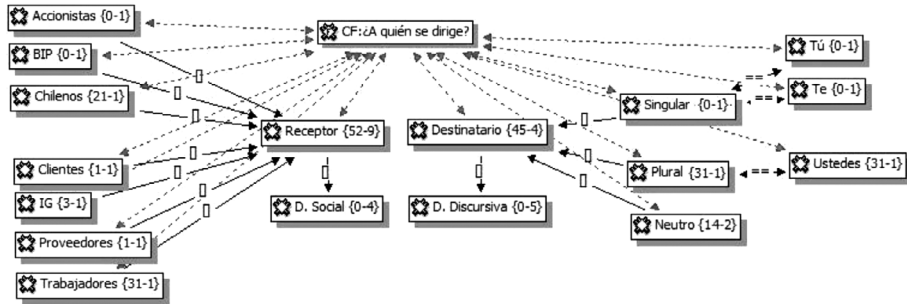 Accionistas {0-1}
CF:¿A quién se dirige?
BIP {0-1}
Chilenos {21-1}
Tú {0-1}
Te {0-1}
Singular {0-1}
==
==
Receptor {52-9}
Destinatario {45-4}
Clientes {1-1}
IG {3-1}
Plural {31-1}
==
Ustedes {31-1}
D. Social {0-4}
D. Discursiva {0-5}
Neutro {14-2}
Proveedores {1-1}
Trabajadores {31-1}